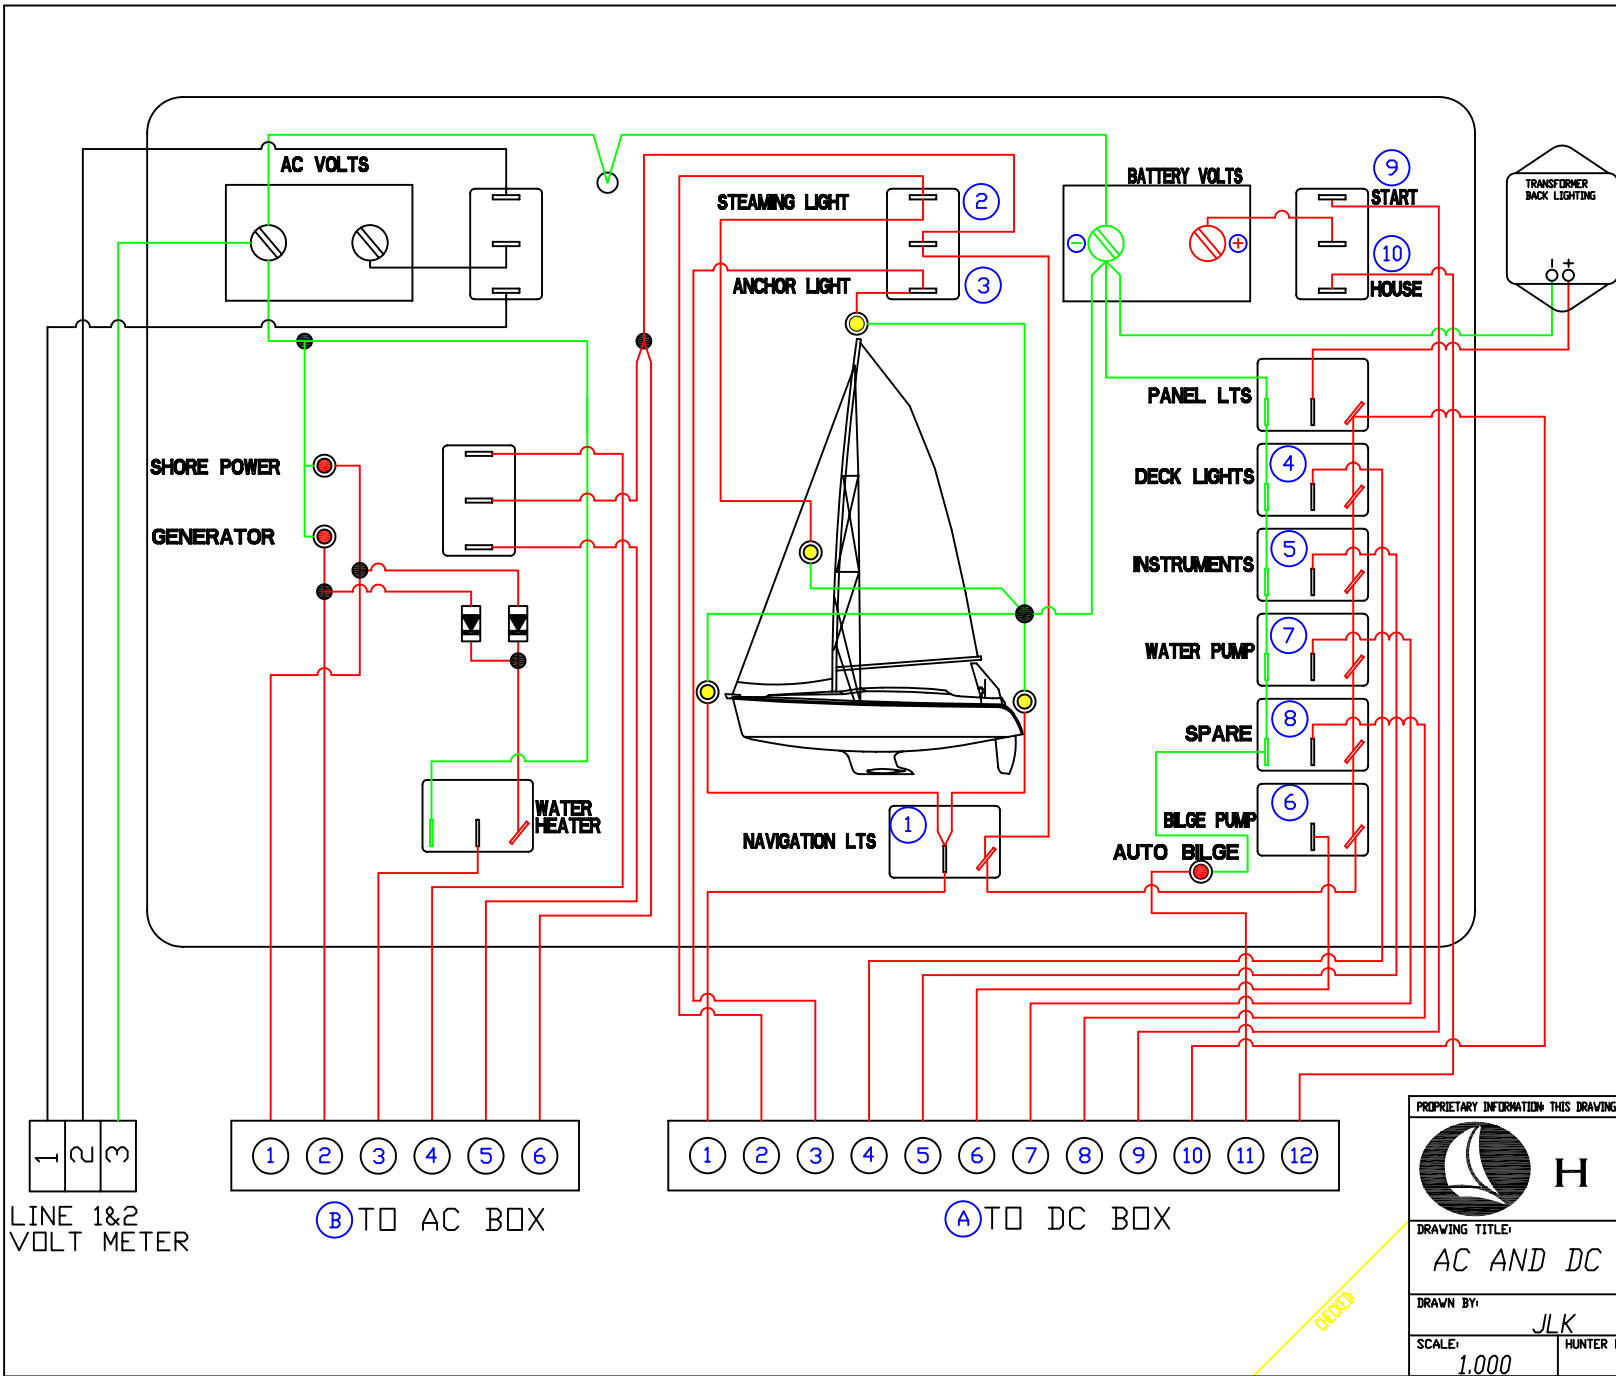 AC VOLTS
STEAMING LIGHT
2
ANCHOR LIGHT
3
BATTERY VOLTS
-
+
9
START
10
HOUSE
TRANSFORMER
BACK LIGHTING
- +
PANEL LTS
DECK LIGHTS
4
INSTRUMENTS
5
WATER PUMP
7
SPARE
8
BILGE PUMP
6
AUTO BILGE
SHORE POWER
GENERATOR
WATER
HEATER
NAVIGATION LTS
1
1 2 3
LINE 1&2
VOLT METER
1 2 3 4 5 6
B TO AC BOX
1 2 3 4 5 6 7 8 9 10 11 12
A TO DC BOX
CHECKED
PROPRIETARY INFORMATION: THIS DRAWING
H
DRAWING TITLE:
AC AND DC
DRAWN BY:
JLK
SCALE:
1.000
HUNTER